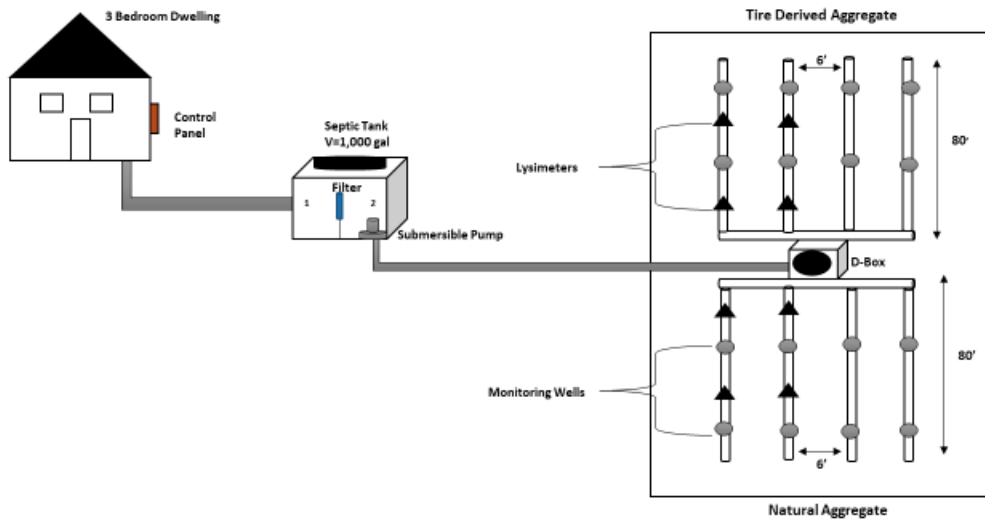 3 Bedroom Dwelling
Tire Derived Aggregate
6'
Control
Panel
Septic Tank
V=1,000 gal
80'
Lysimeters
Filter
1
2
Submersible Pump
D-Box
80'
Monitoring Wells
6'
Natural Aggregate